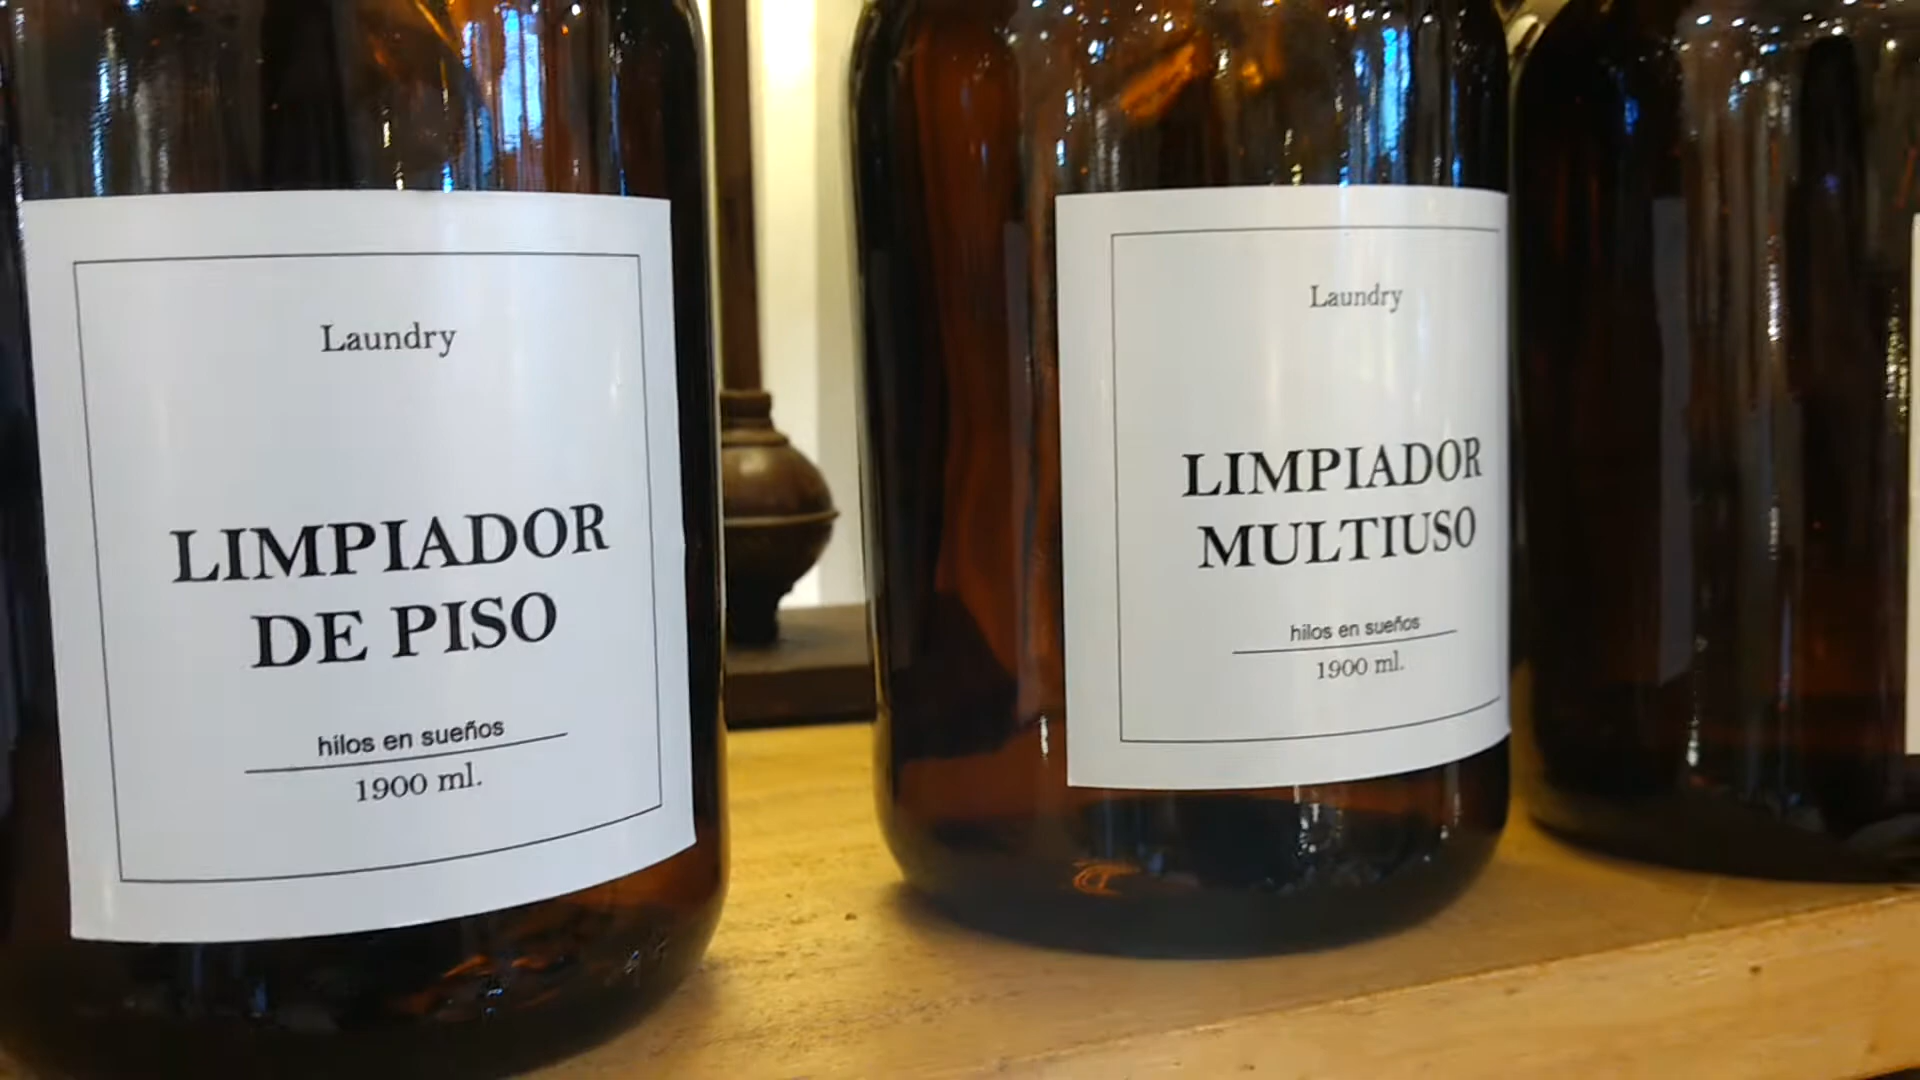 Laundry
LIMPIADOR
DE PISO
hilos en sueños
1900 ml.
Laundry
LIMPIADOR
MULTIUSO
hilos en sueños
1900 ml.